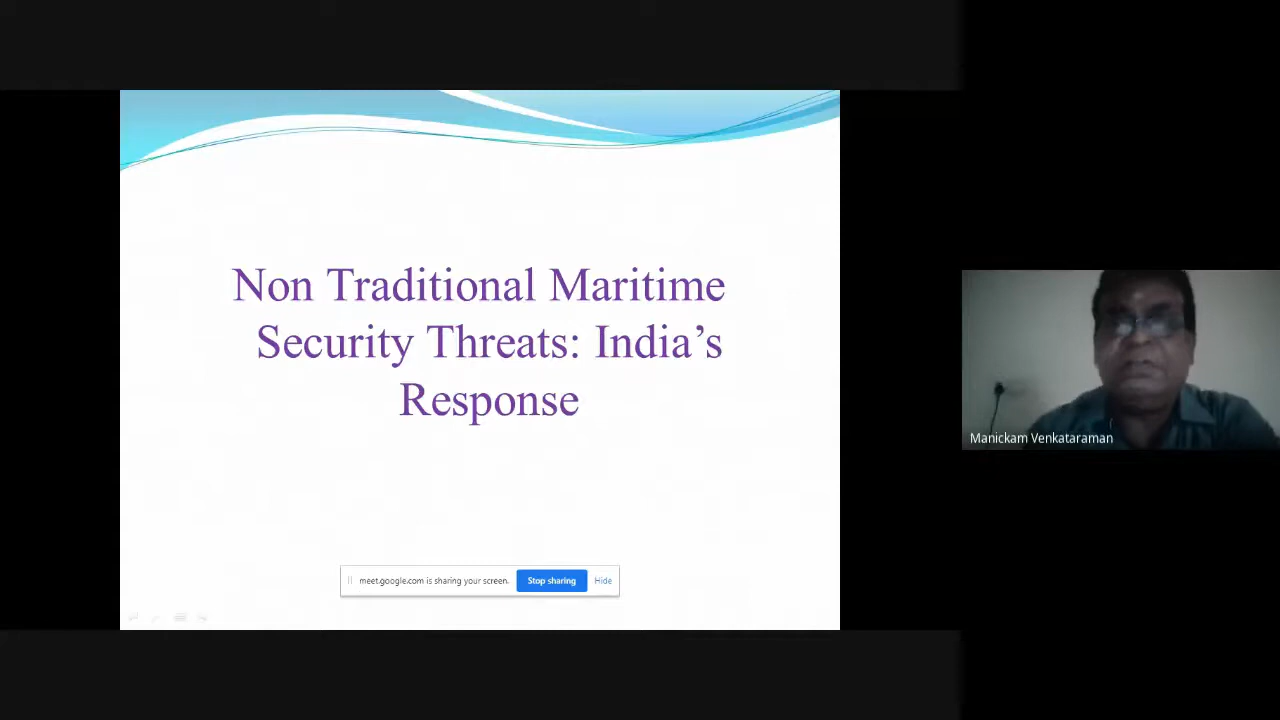 Non Traditional Maritime
Security Threats: India’s
Response
meet.google.com is sharing your screen. Stop sharing Hide
Manickam Venkataraman